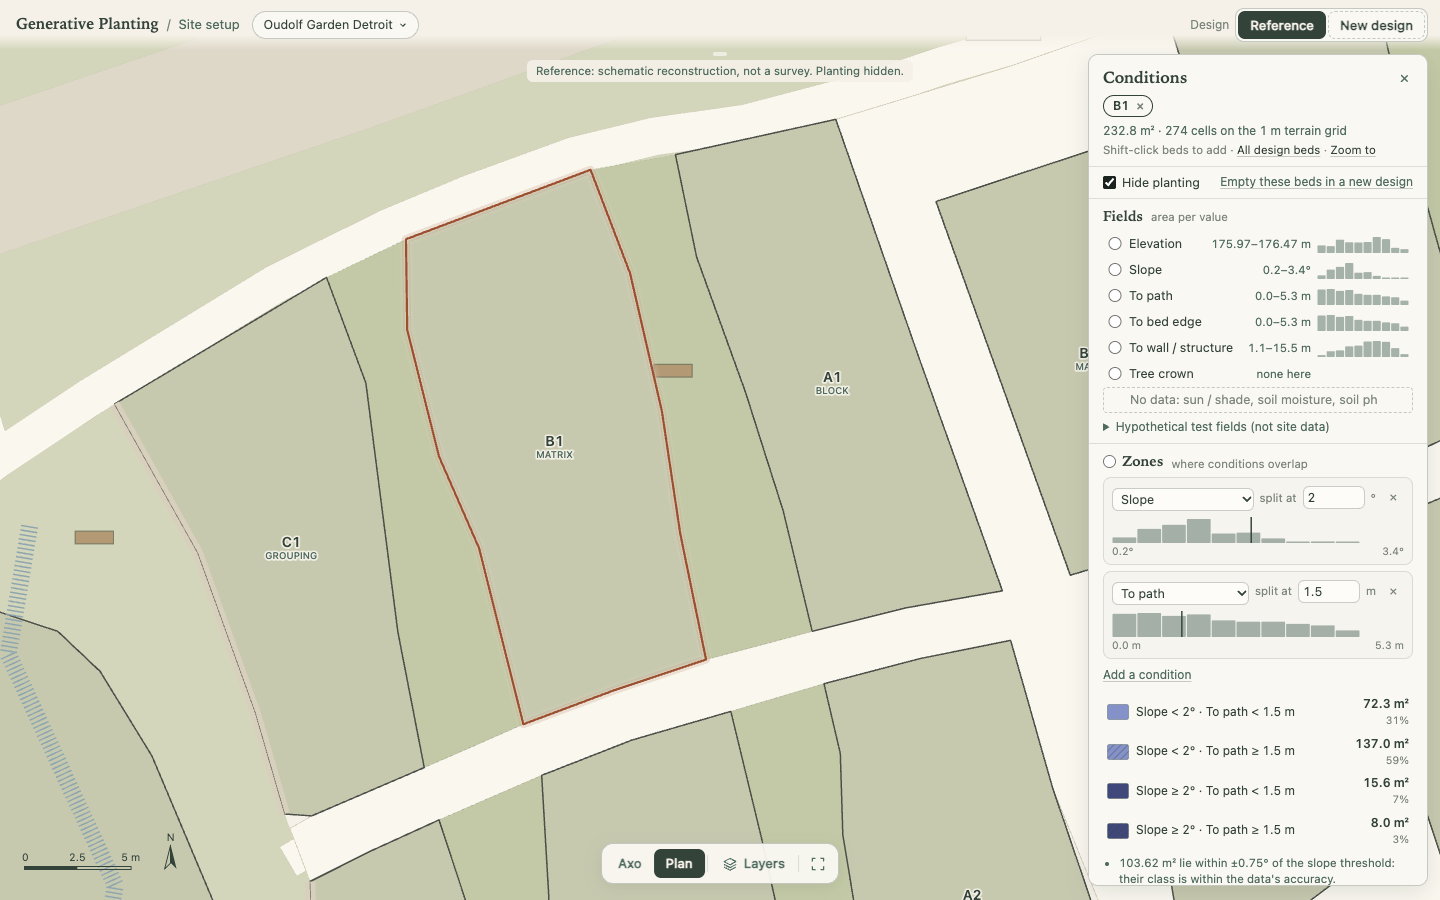 Generative Planting / Site setup
Oudolf Garden Detroit
Design
Reference
New design
Reference: schematic reconstruction, not a survey. Planting hidden.
Conditions
×
B1 ×
232.8 m² · 274 cells on the 1 m terrain grid
Shift-click beds to add · All design beds · Zoom to
Hide planting
Empty these beds in a new design
Fields area per value
Elevation 175.97–176.47 m
Slope 0.2–3.4°
To path 0.0–5.3 m
To bed edge 0.0–5.3 m
To wall / structure 1.1–15.5 m
Tree crown none here
No data: sun / shade, soil moisture, soil ph
Hypothetical test fields (not site data)
Zones where conditions overlap
Slope split at 2 ° ×
0.2° 3.4°
To path split at 1.5 m ×
0.0 m 5.3 m
Add a condition
Slope < 2° · To path < 1.5 m 72.3 m²
31%
Slope < 2° · To path ≥ 1.5 m 137.0 m²
59%
Slope ≥ 2° · To path < 1.5 m 15.6 m²
7%
Slope ≥ 2° · To path ≥ 1.5 m 8.0 m²
3%
• 103.62 m² lie within ±0.75° of the slope threshold:
their class is within the data's accuracy.
A1
BLOCK
B
MA
B1
MATRIX
C1
GROUPING
A2
N
0 2.5 5 m
Axo
Plan
Layers